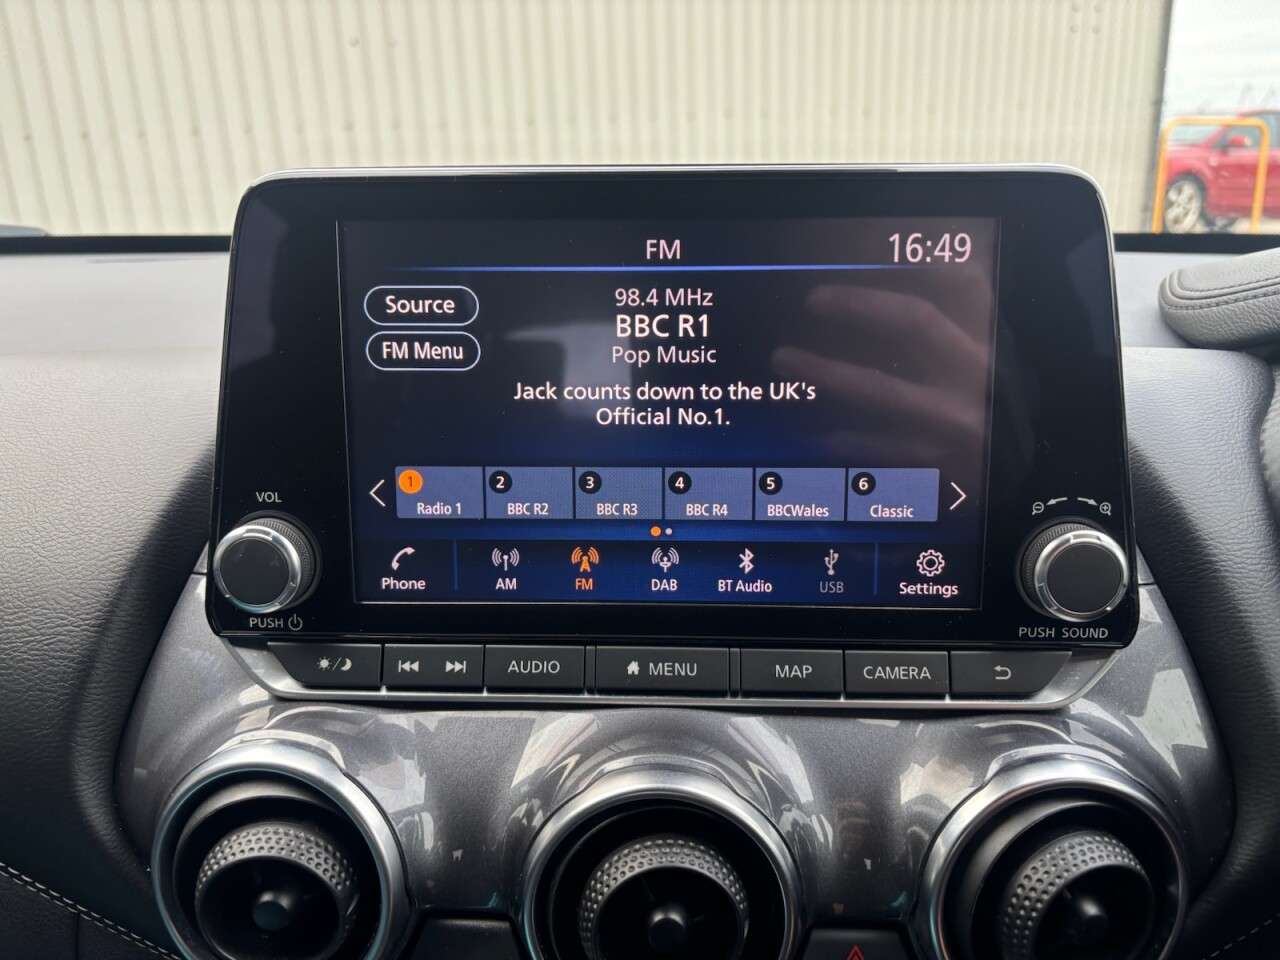 FM
16:49
Source
FM Menu
98.4 MHz
BBC R1
Pop Music
Jack counts down to the UK's
Official No.1.
1 Radio 1
2 BBC R2
3 BBC R3
4 BBC R4
5 BBCWales
6 Classic
Phone
AM
FM
DAB
BT Audio
USB
Settings
VOL
PUSH
PUSH SOUND
AUDIO
MENU
MAP
CAMERA